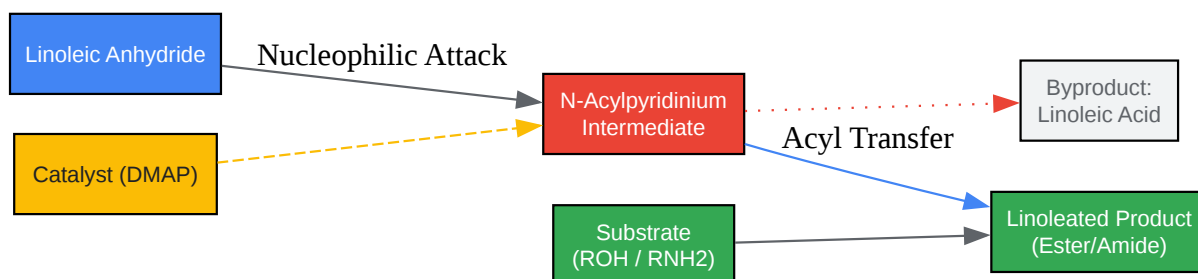 Linoleic Anhydride
Nucleophilic Attack
Catalyst (DMAP)
N-Acylpyridinium
Intermediate
Byproduct:
Linoleic Acid
Acyl Transfer
Substrate
(ROH / RNH2)
Linoleated Product
(Ester/Amide)